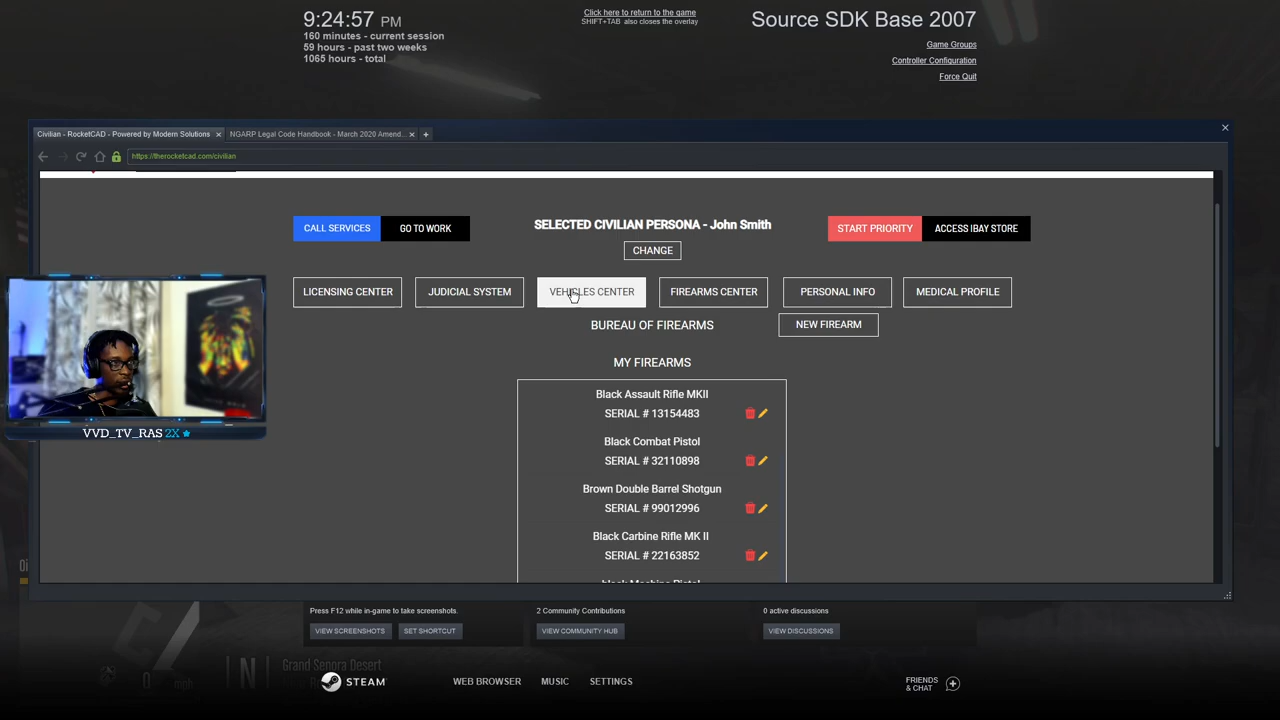 9:24:57 PM
160 minutes - current session
59 hours - past two weeks
1065 hours - total
Click here to return to the game
SHIFT+TAB also closes the overlay
Source SDK Base 2007
Game Groups
Controller Configuration
Force Quit
Civilian - RocketCAD - Powered by Modern Solutions
NGARP Legal Code Handbook - March 2020 Amend...
https://therocketcad.com/civilian
CALL SERVICES
GO TO WORK
SELECTED CIVILIAN PERSONA - John Smith
START PRIORITY
ACCESS IBAY STORE
CHANGE
LICENSING CENTER
JUDICIAL SYSTEM
VEHICLES CENTER
FIREARMS CENTER
PERSONAL INFO
MEDICAL PROFILE
BUREAU OF FIREARMS
NEW FIREARM
MY FIREARMS
Black Assault Rifle MKII
SERIAL # 13154483
Black Combat Pistol
SERIAL # 32110898
Brown Double Barrel Shotgun
SERIAL # 99012996
Black Carbine Rifle MK II
SERIAL # 22163852
black Machine Pistol
VVD_TV_RAS 2X
Press F12 while in-game to take screenshots.
2 Community Contributions
0 active discussions
VIEW SCREENSHOTS
SET SHORTCUT
VIEW COMMUNITY HUB
VIEW DISCUSSIONS
N
Grand Senora Desert
0 mph
STEAM
WEB BROWSER
MUSIC
SETTINGS
FRIENDS
& CHAT